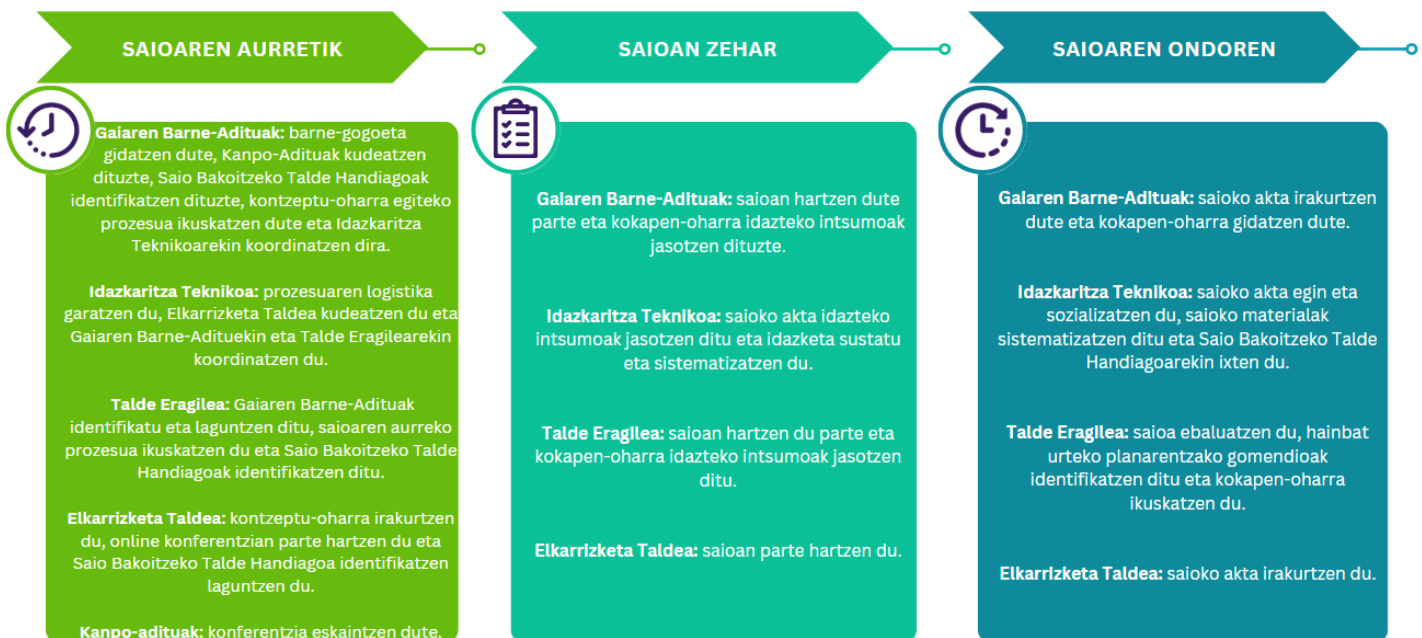 SAIOAREN AURRETIK
Gaiaren Barne-Adituak: barne-gogoeta
gidatzen dute, Kanpo-Adituak kudeatzen
dituzte, Saio Bakoitzeko Talde Handiagoak
identifikatzen dituzte, kontzeptu-oharra egiteko
prozesua ikuskatzen dute eta Idazkaritza
Teknikoarekin koordinatzen dira.
Idazkaritza Teknikoa: prozesuaren logistika
garatzen du, Elkarrizketa Taldea kudeatzen du eta
Gaiaren Barne-Adituekin eta Talde Eragilearekin
koordinatzen du.
Talde Eragilea: Gaiaren Barne-Adituak
identifikatu eta laguntzen ditu, saioaren aurreko
prozesua ikuskatzen du eta Saio Bakoitzeko Talde
Handiagoak identifikatzen ditu.
Elkarrizketa Taldea: kontzeptu-oharra irakurtzen
du, online konferentzian parte hartzen du eta
Saio Bakoitzeko Talde Handiagoa identifikatzen
laguntzen du.
Kanpo-adituak: konferentzia eskaintzen dute.
SAIOAN ZEHAR
Gaiaren Barne-Adituak: saioan hartzen dute
parte eta kokapen-oharra idazteko intsumoak
jasotzen dituzte.
Idazkaritza Teknikoa: saioko akta idazteko
intsumoak jasotzen ditu eta idazketa sustatu
eta sistematizatzen du.
Talde Eragilea: saioan hartzen du parte eta
kokapen-oharra idazteko intsumoak jasotzen
ditu.
Elkarrizketa Taldea: saioan parte hartzen du.
SAIOAREN ONDOREN
Gaiaren Barne-Adituak: saioko akta irakurtzen
dute eta kokapen-oharra gidatzen dute.
Idazkaritza Teknikoa: saioko akta egin eta
sozializatzen du, saioko materialak
sistematizatzen ditu eta Saio Bakoitzeko Talde
Handiagoarekin ixten du.
Talde Eragilea: saioa ebaluatzen du, hainbat
urteko planarentzako gomendioak
identifikatzen ditu eta kokapen-oharra
ikuskatzen du.
Elkarrizketa Taldea: saioko akta irakurtzen du.